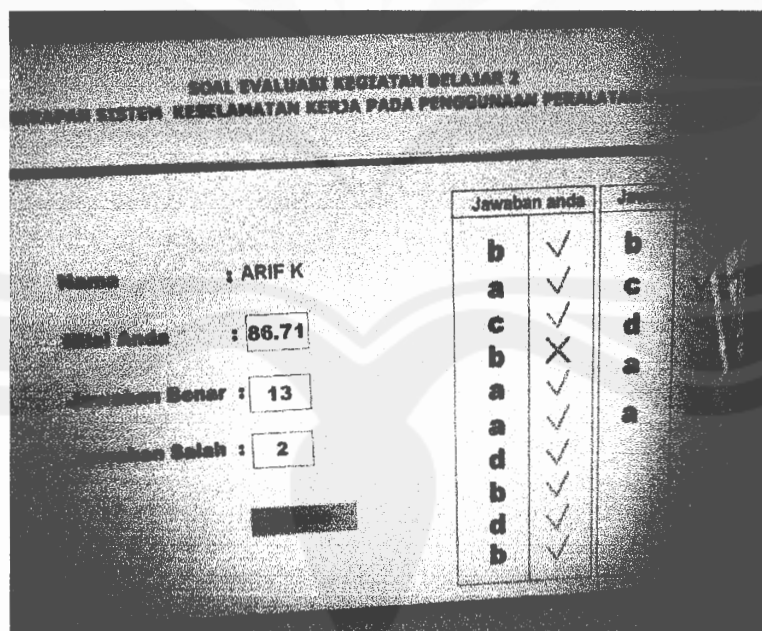 SOAL EVALUASI KEGIATAN BELAJAR 2
SISTEM KESELAMATAN KERJA PADA PENGGUNAAN PERALATAN
Jawaban anda
Nama : ARIF K
Nilai Anda : 86.71
Jawaban Benar : 13
Jawaban Salah : 2
b ✓ b
a ✓ c
c ✓ d
b X a
a ✓ a
a ✓
d ✓
b ✓
d ✓
b ✓